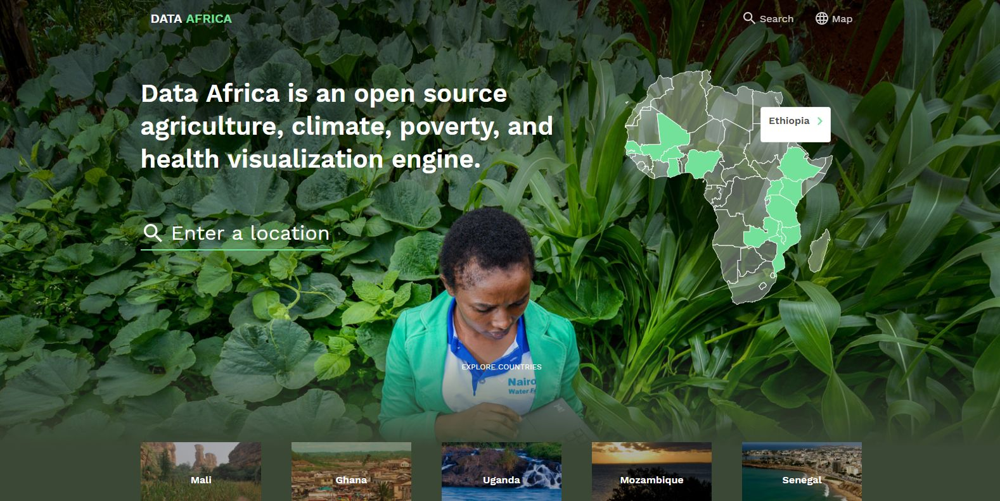 DATA AFRICA
Search
Map
Data Africa is an open source
agriculture, climate, poverty, and
health visualization engine.
Ethiopia
Enter a location
EXPLORE COUNTRIES
Nairo
Water F
Mali
Ghana
Uganda
Mozambique
Senegal